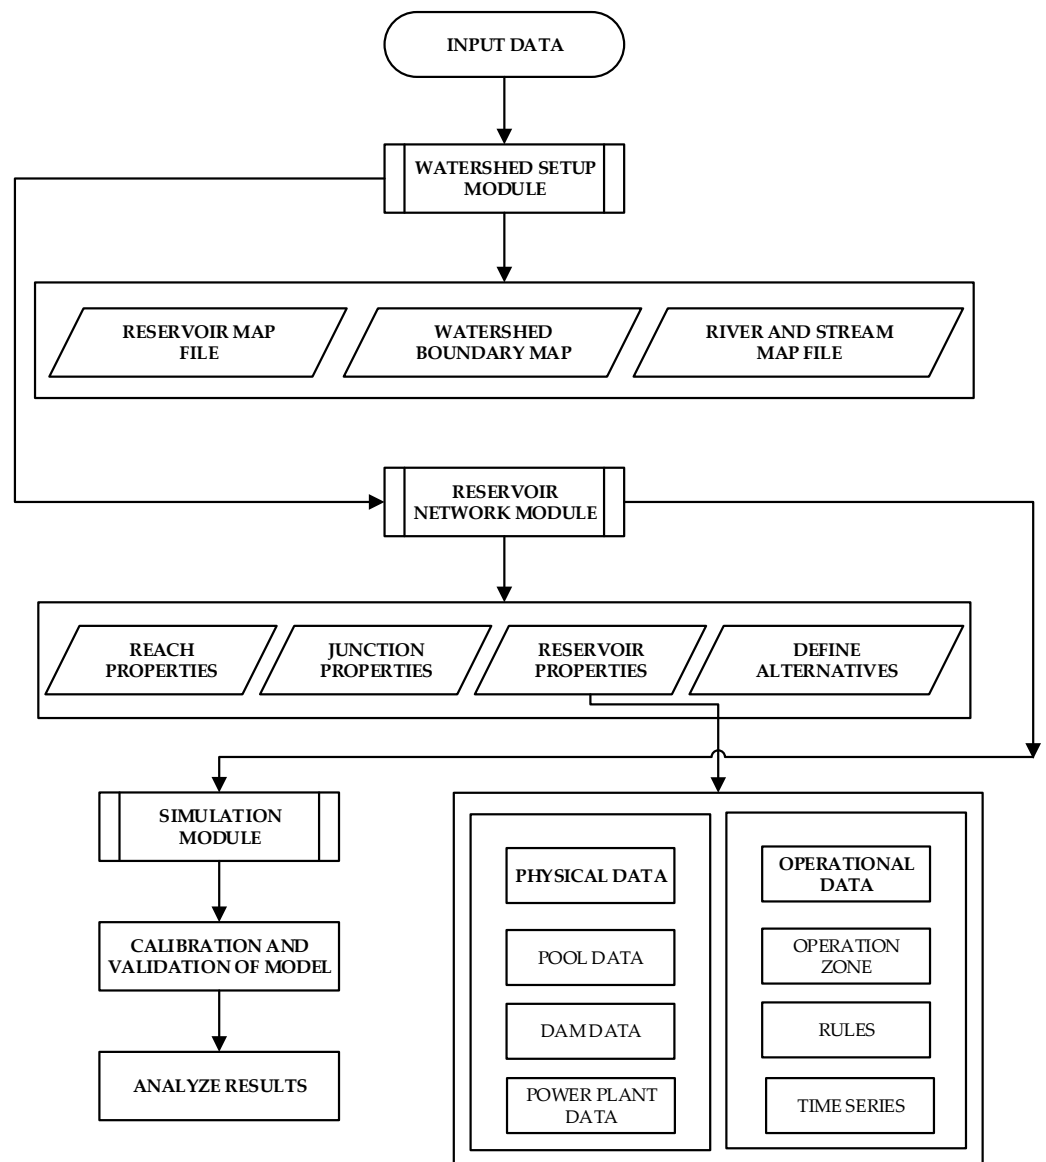 INPUT DATA
WATERSHED SETUP
MODULE
RESERVOIR MAP
FILE
WATERSHED
BOUNDARY MAP
RIVER AND STREAM
MAP FILE
RESERVOIR
NETWORK MODULE
REACH
PROPERTIES
JUNCTION
PROPERTIES
RESERVOIR
PROPERTIES
DEFINE
ALTERNATIVES
SIMULATION
MODULE
CALIBRATION AND
VALIDATION OF MODEL
ANALYZE RESULTS
PHYSICAL DATA
POOL DATA
DAM DATA
POWER PLANT
DATA
OPERATIONAL
DATA
OPERATION
ZONE
RULES
TIME SERIES